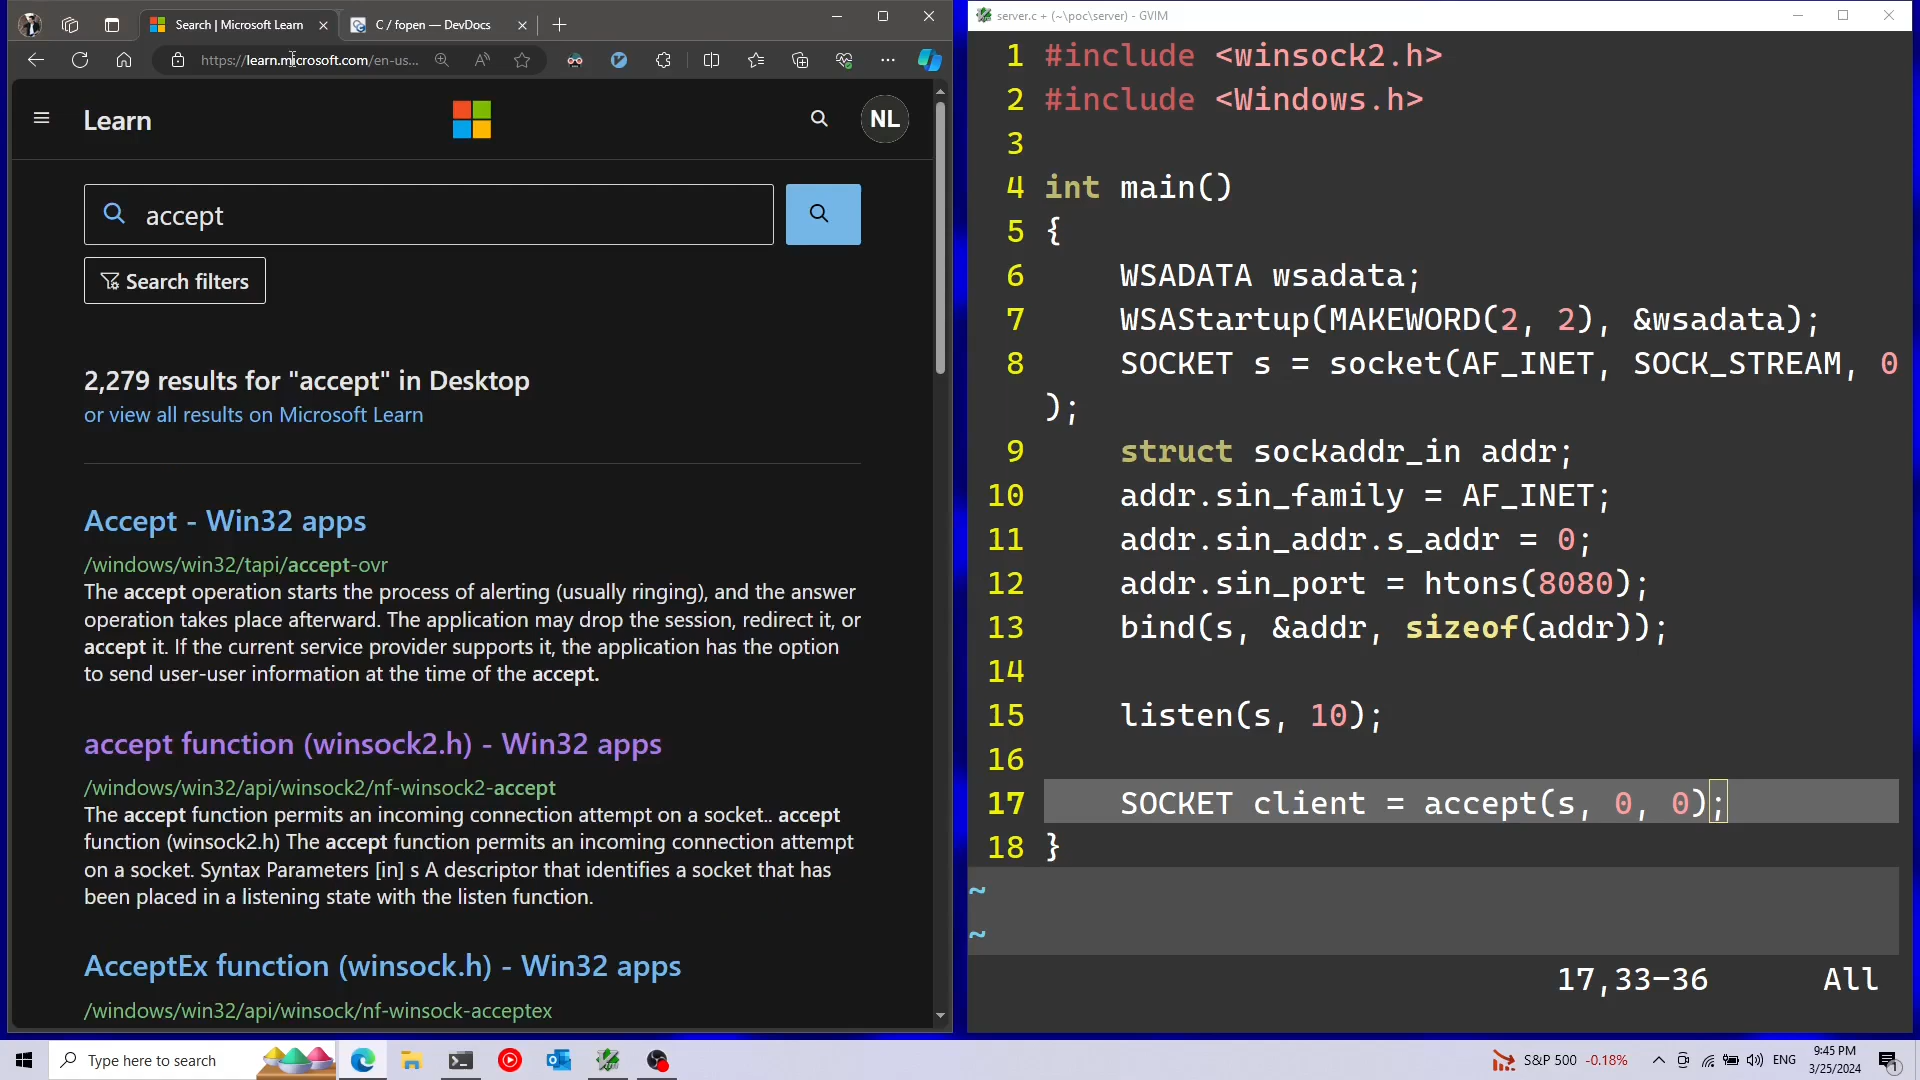 Search | Microsoft Learn
C / fopen — DevDocs
https://learn.microsoft.com/en-us...
Learn
NL
accept
Search filters
2,279 results for "accept" in Desktop
or view all results on Microsoft Learn
Accept - Win32 apps
/windows/win32/tapi/accept-ovr
The accept operation starts the process of alerting (usually ringing), and the answer
operation takes place afterward. The application may drop the session, redirect it, or
accept it. If the current service provider supports it, the application has the option
to send user-user information at the time of the accept.
accept function (winsock2.h) - Win32 apps
/windows/win32/api/winsock2/nf-winsock2-accept
The accept function permits an incoming connection attempt on a socket.. accept
function (winsock2.h) The accept function permits an incoming connection attempt
on a socket. Syntax Parameters [in] s A descriptor that identifies a socket that has
been placed in a listening state with the listen function.
AcceptEx function (winsock.h) - Win32 apps
/windows/win32/api/winsock/nf-winsock-acceptex
server.c + (~\poc\server) - GVIM
1 #include <winsock2.h>
2 #include <Windows.h>
3
4 int main()
5 {
6 WSADATA wsadata;
7 WSAStartup(MAKEWORD(2, 2), &wsadata);
8 SOCKET s = socket(AF_INET, SOCK_STREAM, 0
);
9 struct sockaddr_in addr;
10 addr.sin_family = AF_INET;
11 addr.sin_addr.s_addr = 0;
12 addr.sin_port = htons(8080);
13 bind(s, &addr, sizeof(addr));
14
15 listen(s, 10);
16
17 SOCKET client = accept(s, 0, 0);
18 }
~
~
17,33-36 All
Type here to search
S&P 500 -0.18%
ENG
9:45 PM
3/25/2024
1